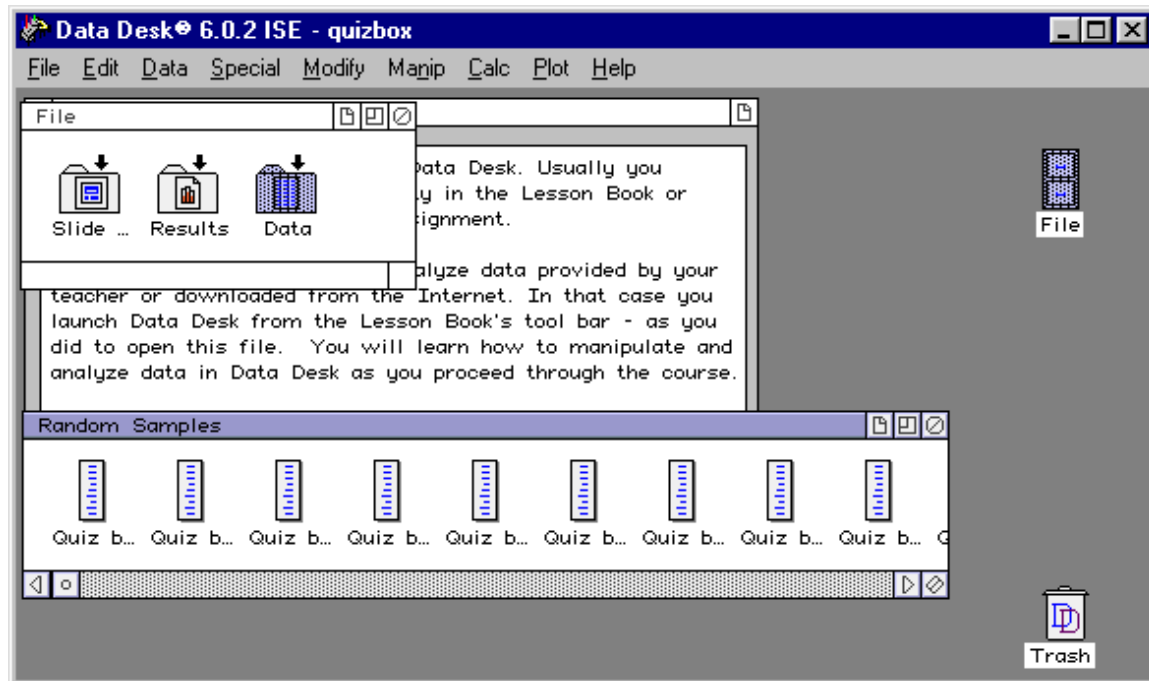 Data Desk® 6.0.2 ISE - quizbox
File Edit Data Special Modify Manip Calc Plot Help
File
Slide ... Results Data
Data Desk. Usually you
in the Lesson Book or
alyze data provided by your
teacher or downloaded from the Internet. In that case you
launch Data Desk from the Lesson Book's tool bar - as you
did to open this file. You will learn how to manipulate and
analyze data in Data Desk as you proceed through the course.
File
Random Samples
Quiz b... Quiz b... Quiz b... Quiz b... Quiz b... Quiz b... Quiz b... Quiz b... Quiz b...
Trash